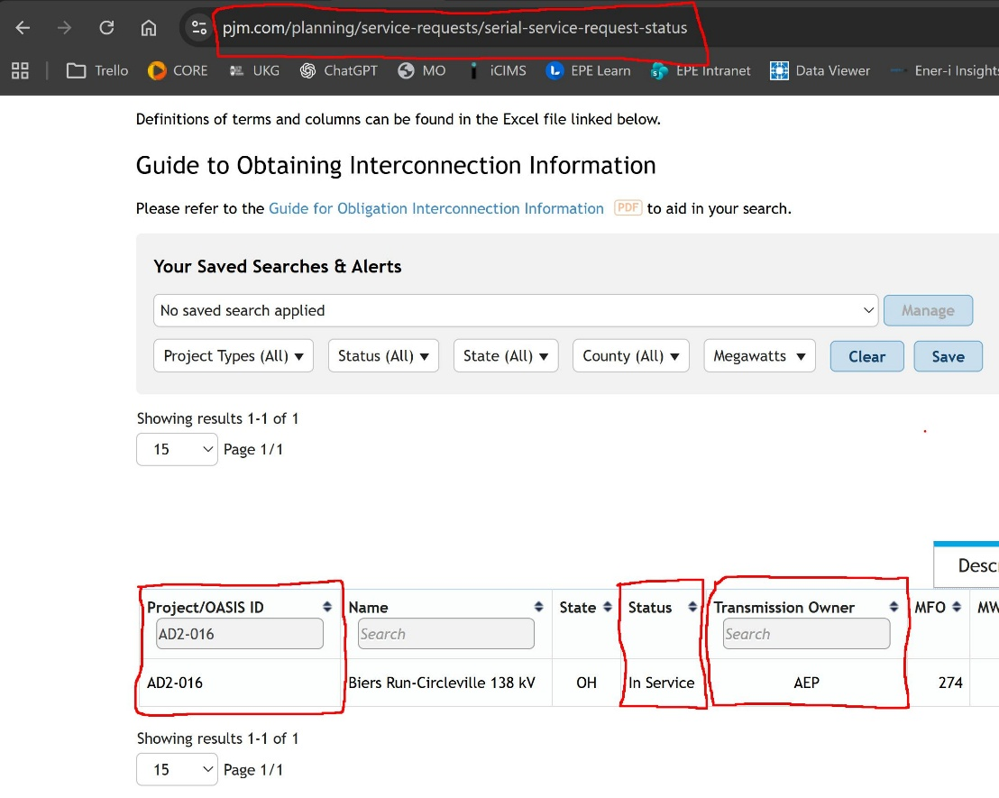 pjm.com/planning/service-requests/serial-service-request-status
Trello CORE UKG ChatGPT MO iCIMS EPE Learn EPE Intranet Data Viewer Ener-i Insights
Definitions of terms and columns can be found in the Excel file linked below.
Guide to Obtaining Interconnection Information
Please refer to the Guide for Obligation Interconnection Information PDF to aid in your search.
Your Saved Searches & Alerts
No saved search applied Manage
Project Types (All) Status (All) State (All) County (All) Megawatts Clear Save
Showing results 1-1 of 1
15 Page 1/1
Desc
Project/OASIS ID Name State Status Transmission Owner MFO MW
AD2-016 Search Search
AD2-016 Biers Run-Circleville 138 kV OH In Service AEP 274
Showing results 1-1 of 1
15 Page 1/1